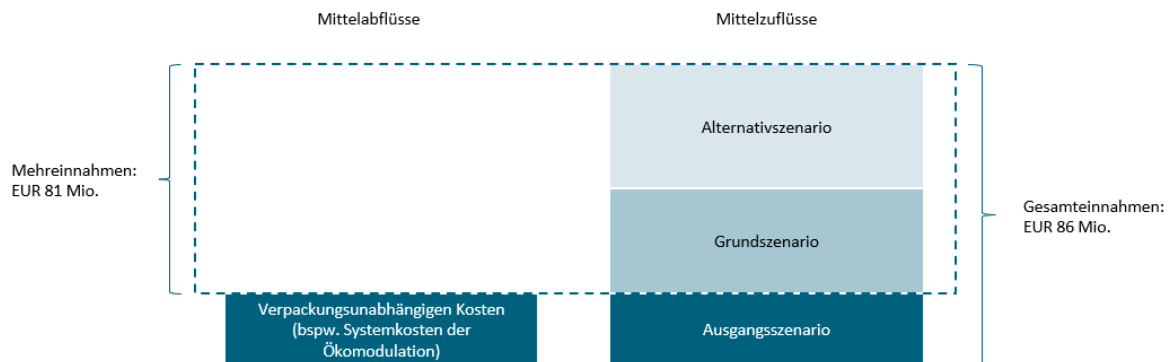 Mittelabflüsse
Mittelzuflüsse
Alternativszenario
Mehreinnahmen:
EUR 81 Mio.
Grundszenario
Gesamteinnahmen:
EUR 86 Mio.
Verpackungsunabhängigen Kosten
(bspw. Systemkosten der
Ökomodulation)
Ausgangsszenario